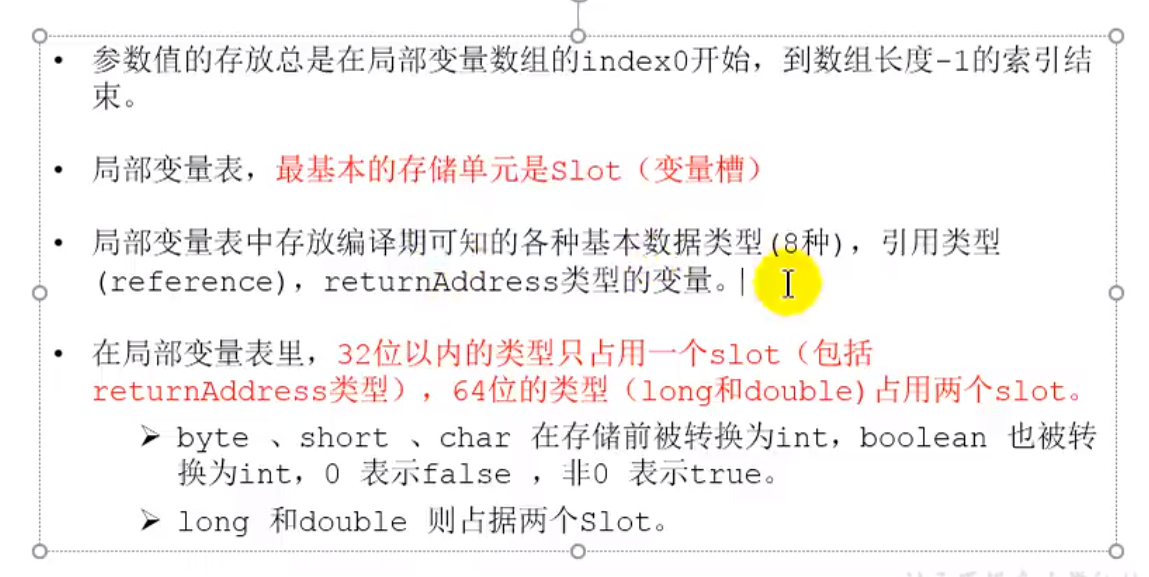 • 参数值的存放总是在局部变量数组的index0开始，到数组长度-1的索引结
束。
• 局部变量表，最基本的存储单元是Slot（变量槽）
• 局部变量表中存放编译期可知的各种基本数据类型(8种)，引用类型
(reference)，returnAddress类型的变量。
• 在局部变量表里，32位以内的类型只占用一个slot（包括
returnAddress类型），64位的类型（long和double)占用两个slot。
➢ byte 、short 、char 在存储前被转换为int，boolean 也被转
换为int，0 表示false ，非0 表示true。
➢ long 和double 则占据两个Slot。